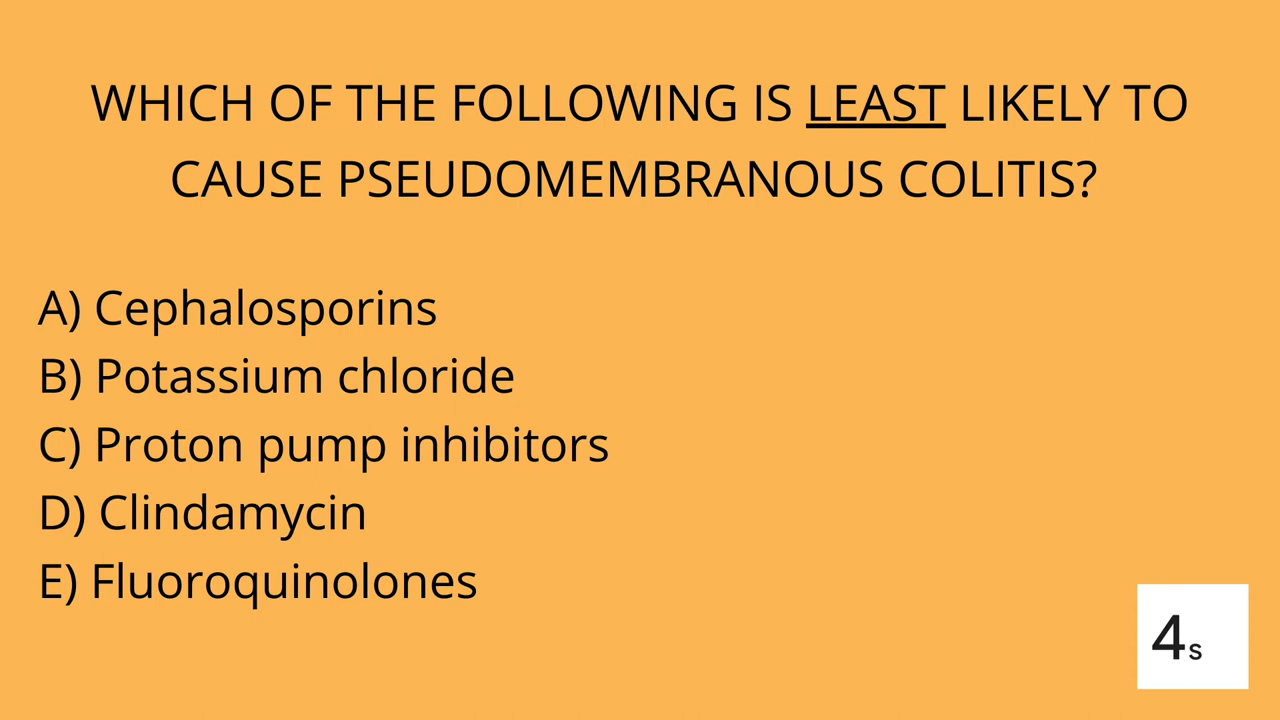 WHICH OF THE FOLLOWING IS LEAST LIKELY TO
CAUSE PSEUDOMEMBRANOUS COLITIS?
A) Cephalosporins
B) Potassium chloride
C) Proton pump inhibitors
D) Clindamycin
E) Fluoroquinolones
4s